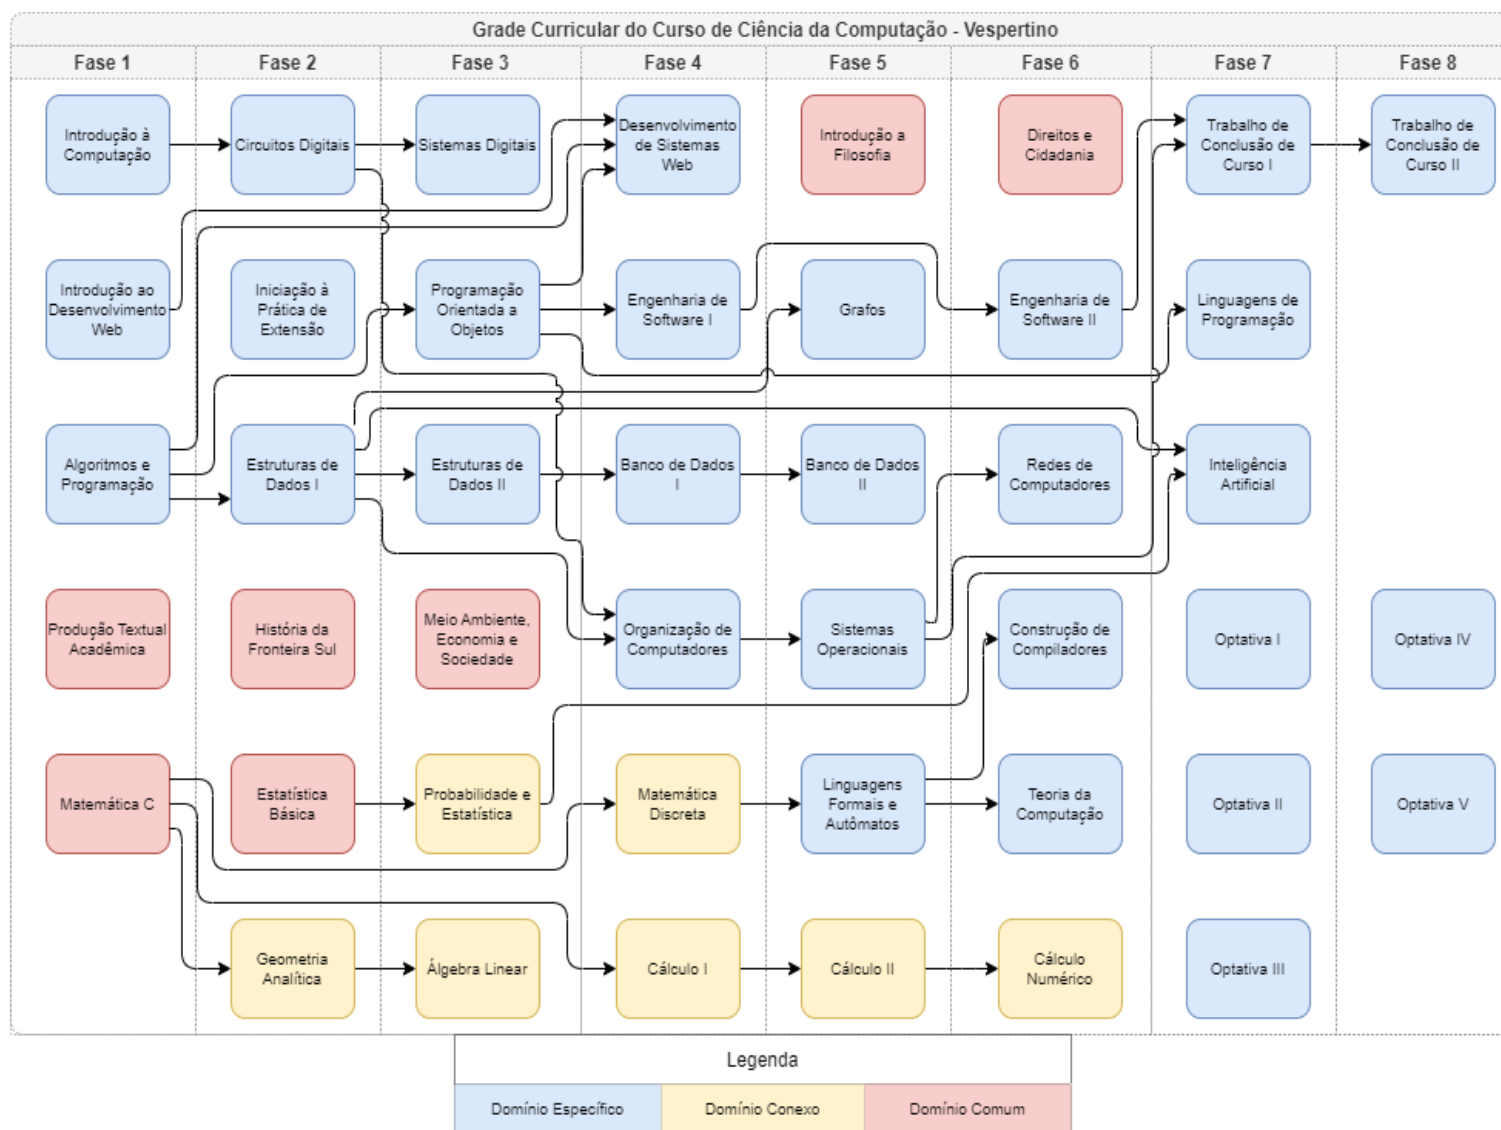 Grade Curricular do Curso de Ciência da Computação - Vespertino
Fase 1
Fase 2
Fase 3
Fase 4
Fase 5
Fase 6
Fase 7
Fase 8
Introdução à
Computação
Circuitos Digitais
Sistemas Digitais
Desenvolvimento
de Sistemas
Web
Introdução a
Filosofia
Direitos e
Cidadania
Trabalho de
Conclusão de
Curso I
Trabalho de
Conclusão de
Curso II
Introdução ao
Desenvolvimento
Web
Iniciação à
Prática de
Extensão
Programação
Orientada a
Objetos
Engenharia de
Software I
Grafos
Engenharia de
Software II
Linguagens de
Programação
Algoritmos e
Programação
Estruturas de
Dados I
Estruturas de
Dados II
Banco de Dados
I
Banco de Dados
II
Redes de
Computadores
Inteligência
Artificial
Produção Textual
Acadêmica
História da
Fronteira Sul
Meio Ambiente,
Economia e
Sociedade
Organização de
Computadores
Sistemas
Operacionais
Construção de
Compiladores
Optativa I
Optativa IV
Matemática C
Estatística
Básica
Probabilidade e
Estatística
Matemática
Discreta
Linguagens
Formais e
Autômatos
Teoria da
Computação
Optativa II
Optativa V
Geometria
Analítica
Álgebra Linear
Cálculo I
Cálculo II
Cálculo
Numérico
Optativa III
Legenda
Domínio Específico
Domínio Conexo
Domínio Comum